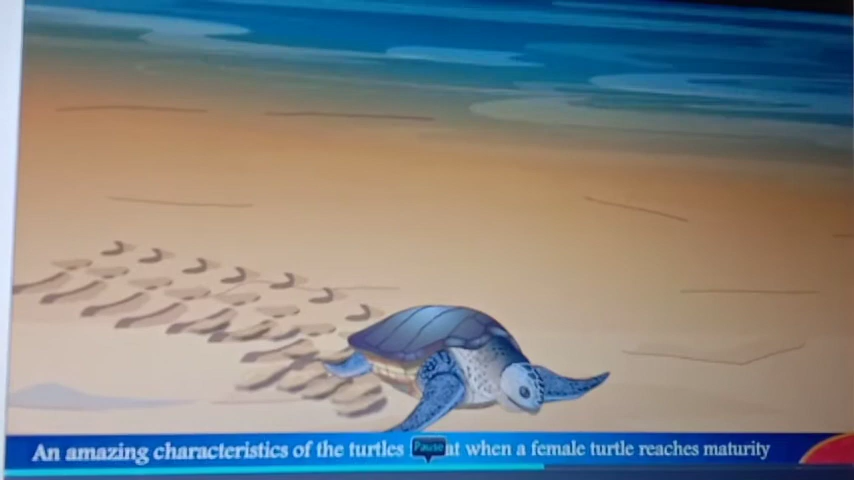 An amazing characteristics of the turtles Pause at when a female turtle reaches maturity